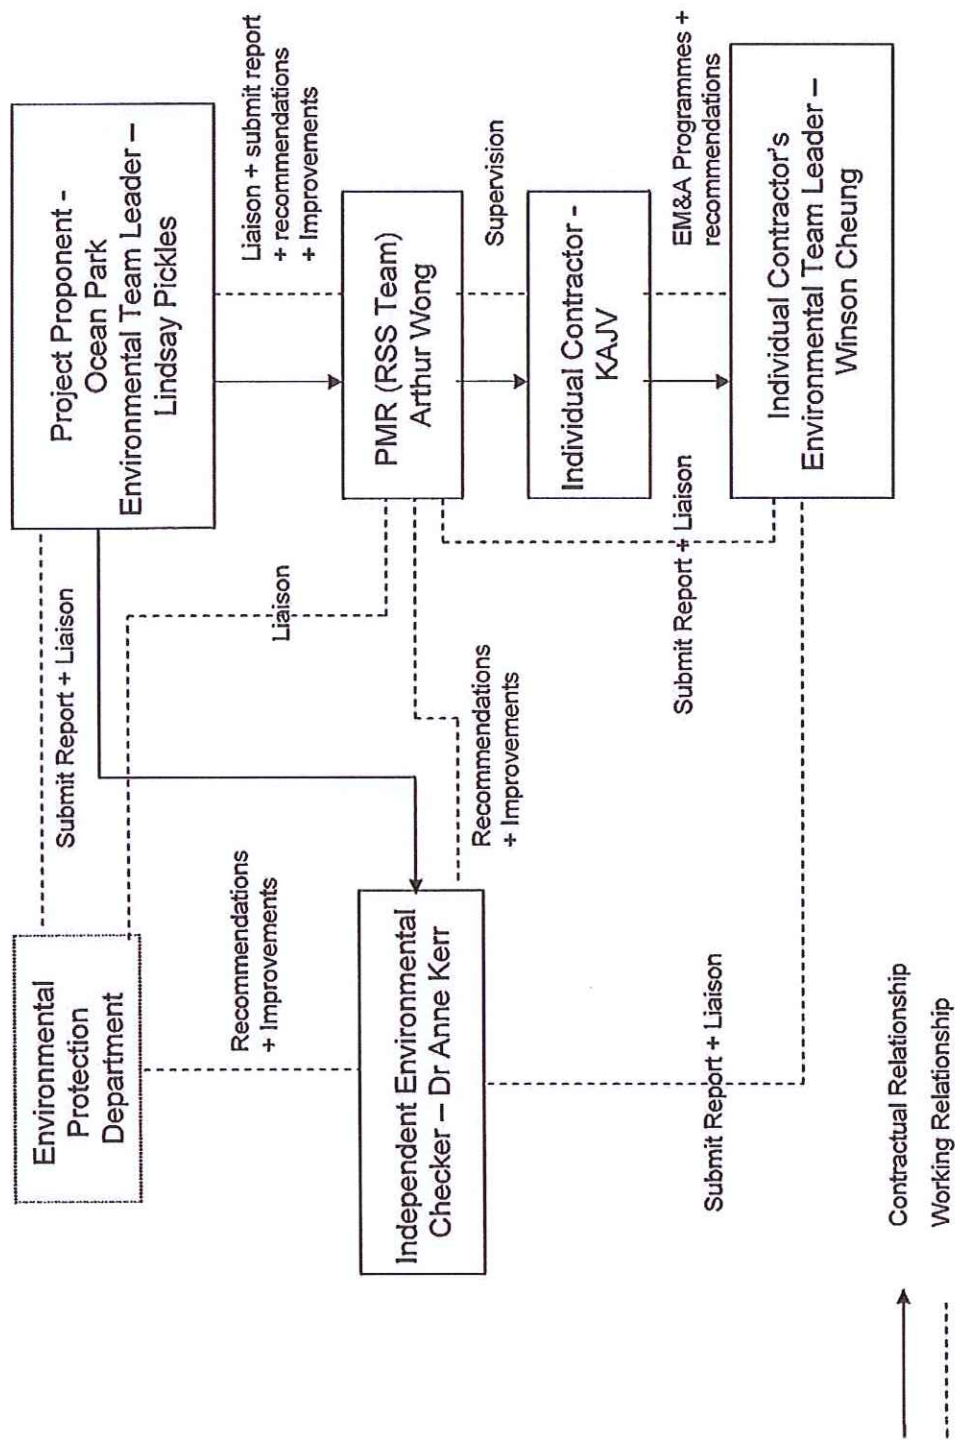 Environmental
Protection
Department
Submit Report + Liaison
Project Proponent -
Ocean Park
Environmental Team Leader –
Lindsay Pickles
Recommendations
+ Improvements
Liaison
Liaison + submit report
+ recommendations
+ Improvements
Independent Environmental
Checker – Dr Anne Kerr
Recommendations
+ Improvements
PMR (RSS Team)
Arthur Wong
Supervision
Individual Contractor -
KAJV
Submit Report + Liaison
EM&A Programmes +
recommendations
Submit Report + Liaison
Individual Contractor's
Environmental Team Leader –
Winson Cheung
Contractual Relationship
Working Relationship